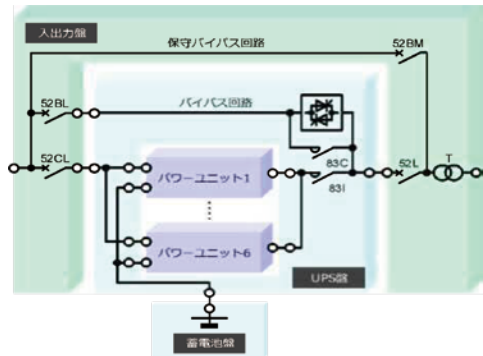 入出力盤
保守バイパス回路
52BM
52BL
バイパス回路
52CL
パワーユニット1
83C
52L
T
83I
パワーユニット6
UPS盤
蓄電池盤